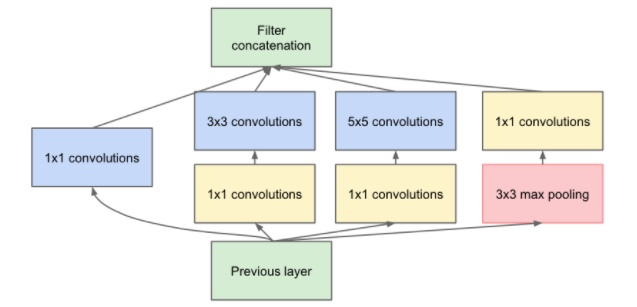 Filter
concatenation
3x3 convolutions
5x5 convolutions
1x1 convolutions
1x1 convolutions
1x1 convolutions
1x1 convolutions
3x3 max pooling
Previous layer